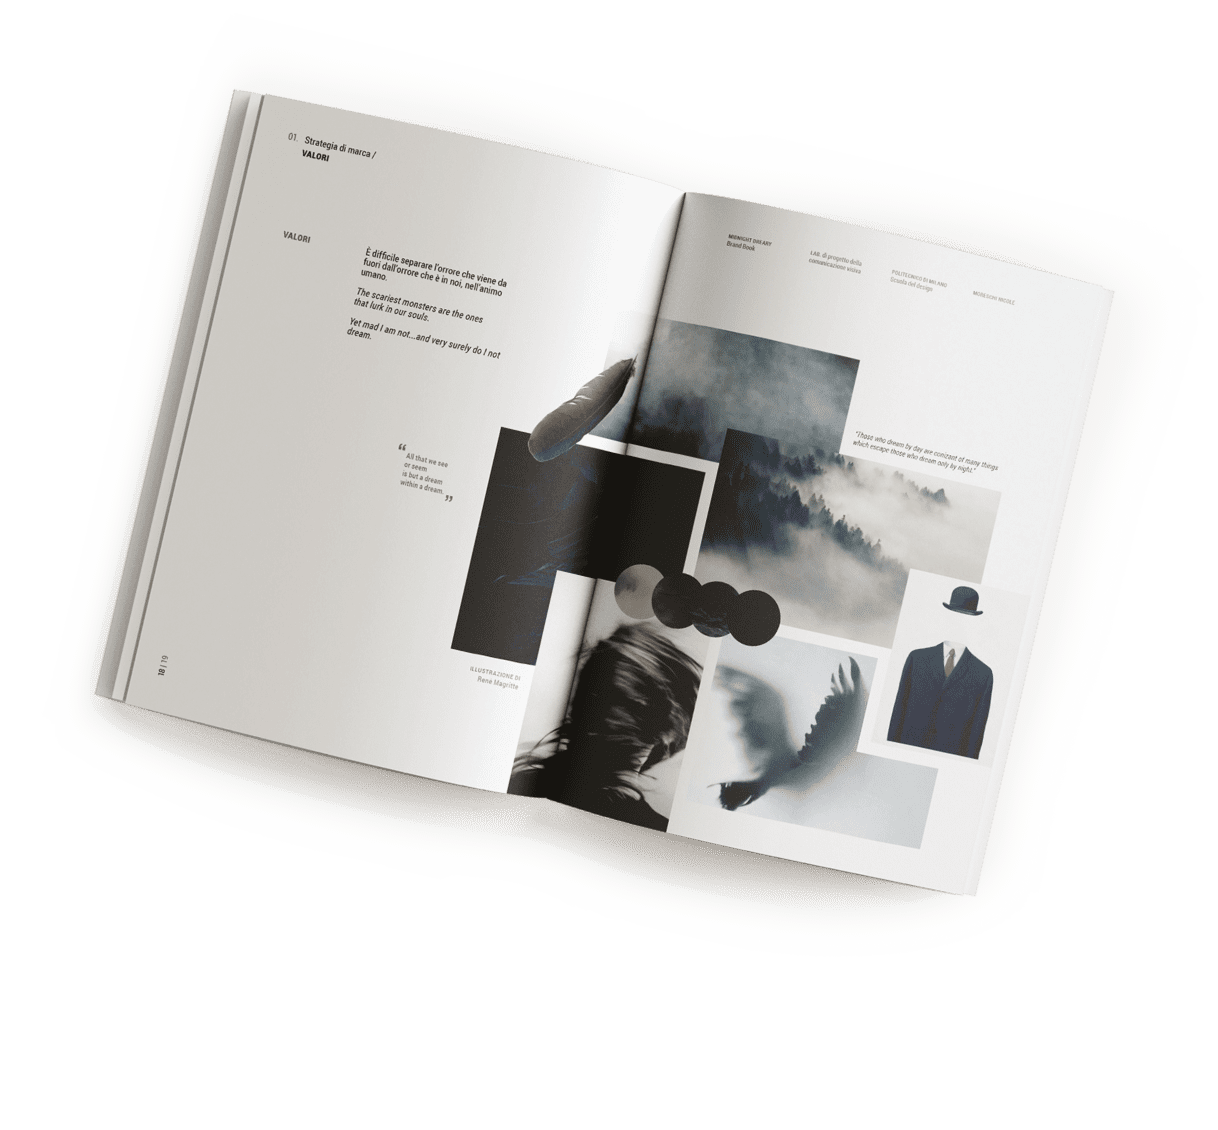 01. Strategia di marca /
VALORI
VALORI
È difficile separare l'orrore che viene da
fuori dall'orrore che è in noi, nell'animo
umano.
The scariest monsters are the ones
that lurk in our souls.
Yet mad I am not...and very surely do I not
dream.
“
All that we see
or seem
is but a dream
within a dream.
”
ILLUSTRAZIONE DI
René Magritte
18 / 19
MIDNIGHT DREARY
Brand Book
LAB. di progetto della
comunicazione visiva
POLITECNICO DI MILANO
Scuola del design
MORESCHI NICOLE
"Those who dream by day are conizant of many things
which escape those who dream only by night."